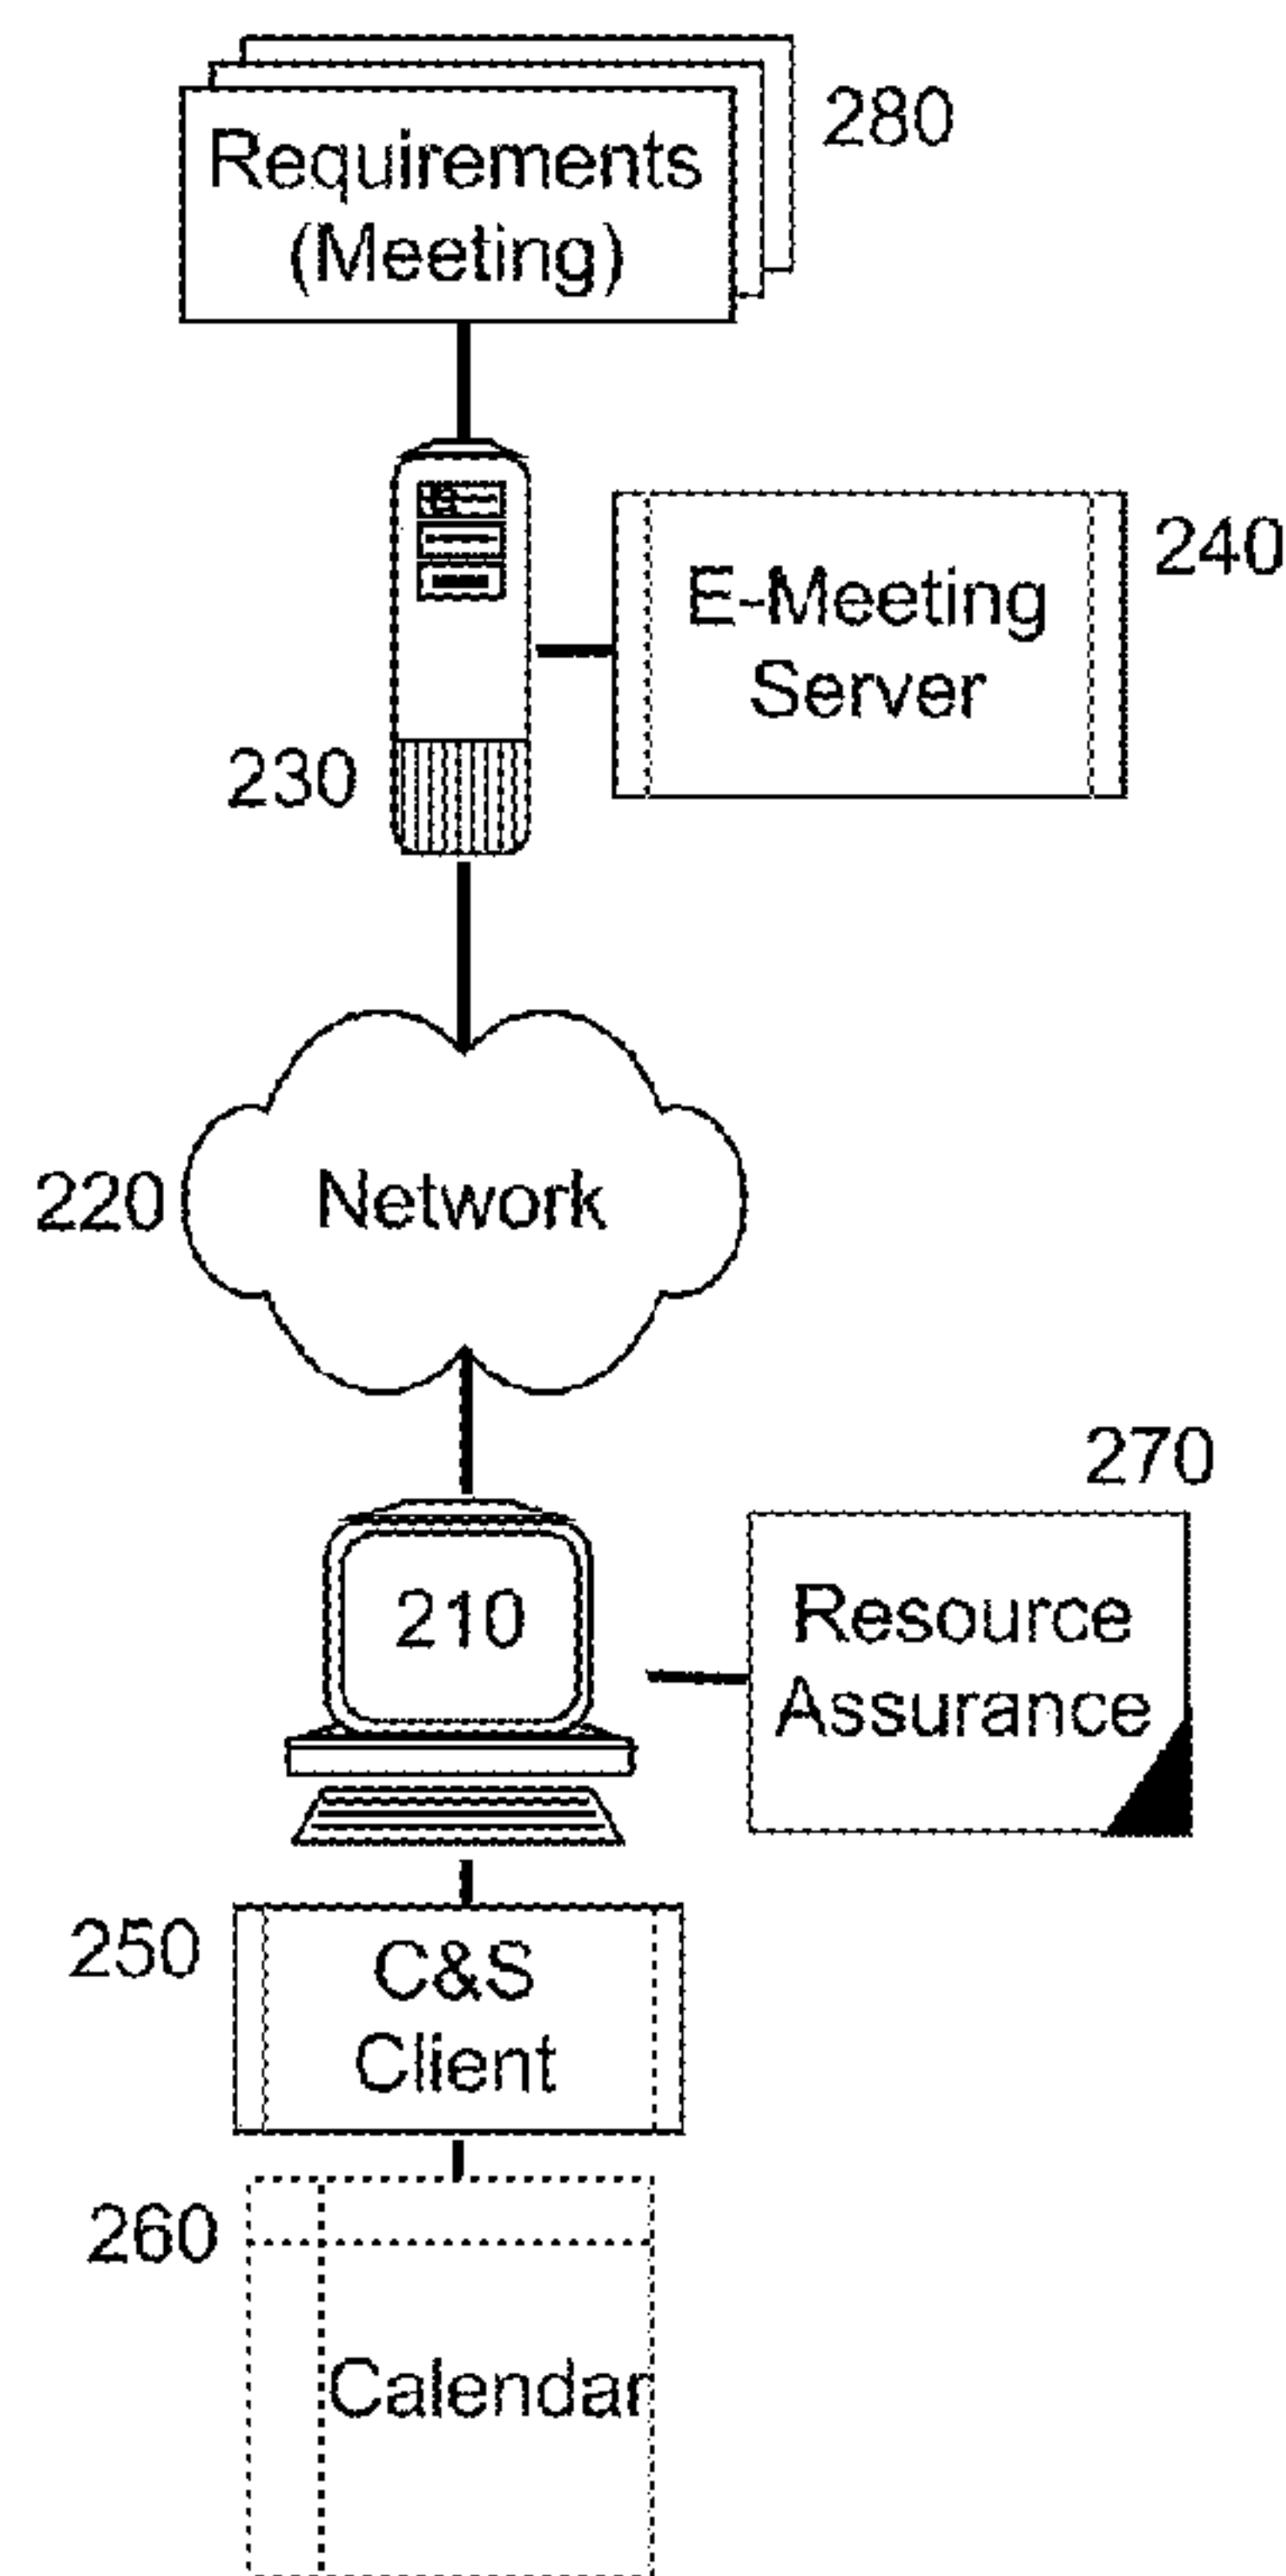 280
Requirements
(Meeting)
240
E-Meeting
Server
230
220
Network
270
210
Resource
Assurance
250
C&S
Client
260
Calendar